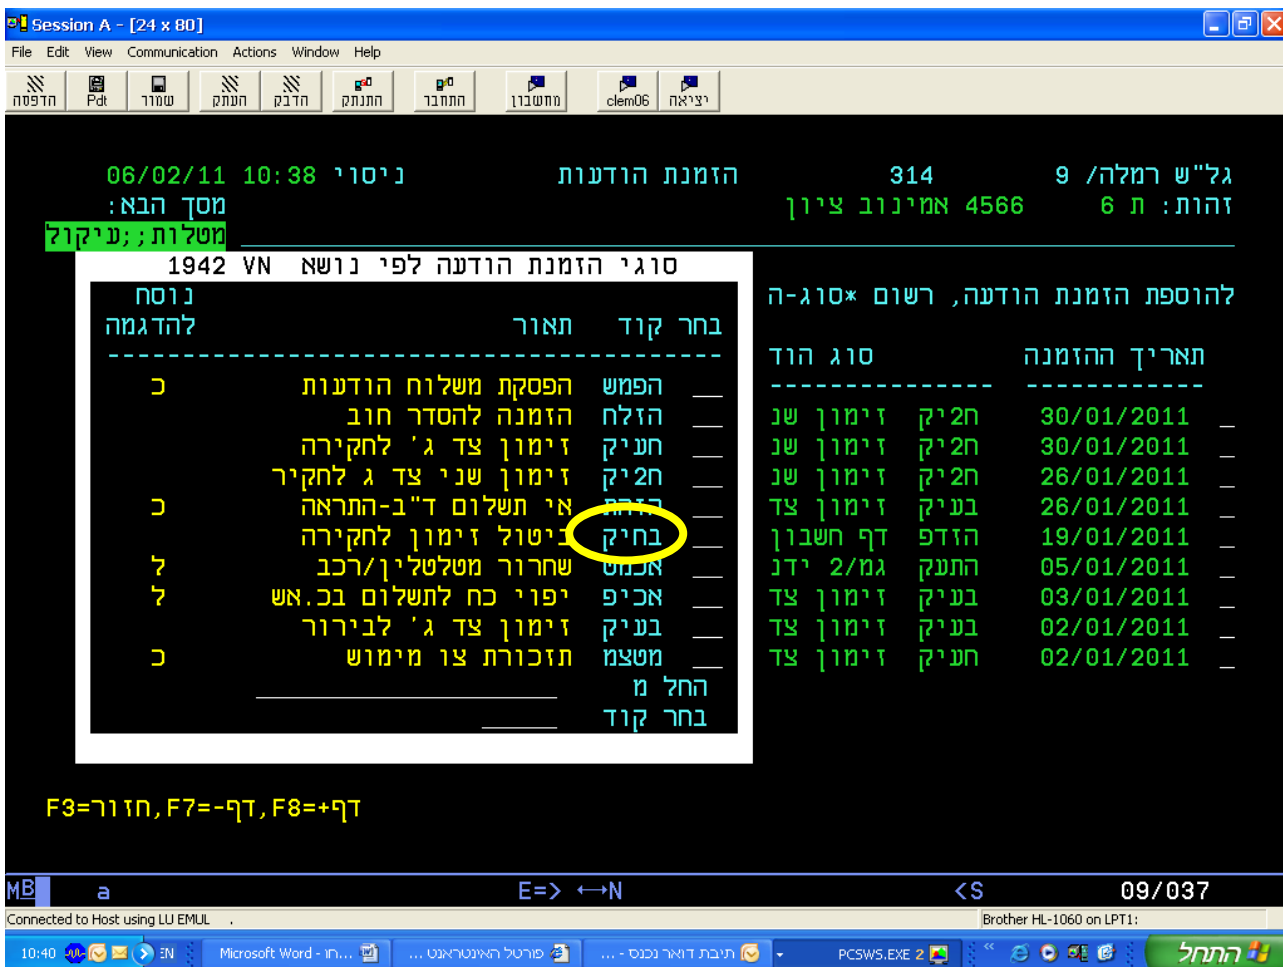 Session A - [24 x 80]
File Edit View Communication Actions Window Help
הדפסה Pdt שמור העתק הדבק התנתק התחבר מחשבון clem06 יציאה
גל"ש רמלה/ 9 314 הזמנת הודעות ניסוי 10:38 06/02/11
זהות: ת 6 4566 אמינוב ציון מסך הבא:
מטלות;;עיקול
סוגי הזמנת הודעה לפי נושא 1942 VN
להוספת הזמנת הודעה, רשום *סוג-ה
נוסח
בחר קוד תאור להדגמה
תאריך ההזמנה סוג הוד
הפמש הפסקת משלוח הודעות כ
הזלח הזמנה להסדר חוב
חעיק זימון צד ג' לחקירה
ח2יק זימון שני צד ג לחקיר
הזהת אי תשלום ד"ב-התראה כ
בחיק ביטול זימון לחקירה
אכמט שחרור מטלטלין/רכב ל
אכיפ יפוי כח לתשלום בכ.אש ל
בעיק זימון צד ג' לבירור
מטצמ תזכורת צו מימוש כ
החל מ
בחר קוד
30/01/2011 ח2יק זימון שנ
30/01/2011 ח2יק זימון שנ
26/01/2011 ח2יק זימון שנ
26/01/2011 בעיק זימון צד
19/01/2011 הזדפ דף חשבון
05/01/2011 התעק גמ/2 ידנ
03/01/2011 בעיק זימון צד
02/01/2011 בעיק זימון צד
02/01/2011 חעיק זימון צד
F3=חזור, F7=-דף, F8=+דף
MB a E=> ←→N <S 09/037
Connected to Host using LU EMUL . Brother HL-1060 on LPT1:
10:40 EN Microsoft Word - חו... פורטל האינטראנט ... תיבת דואר נכנס - ... PCSWS.EXE 2 התחל